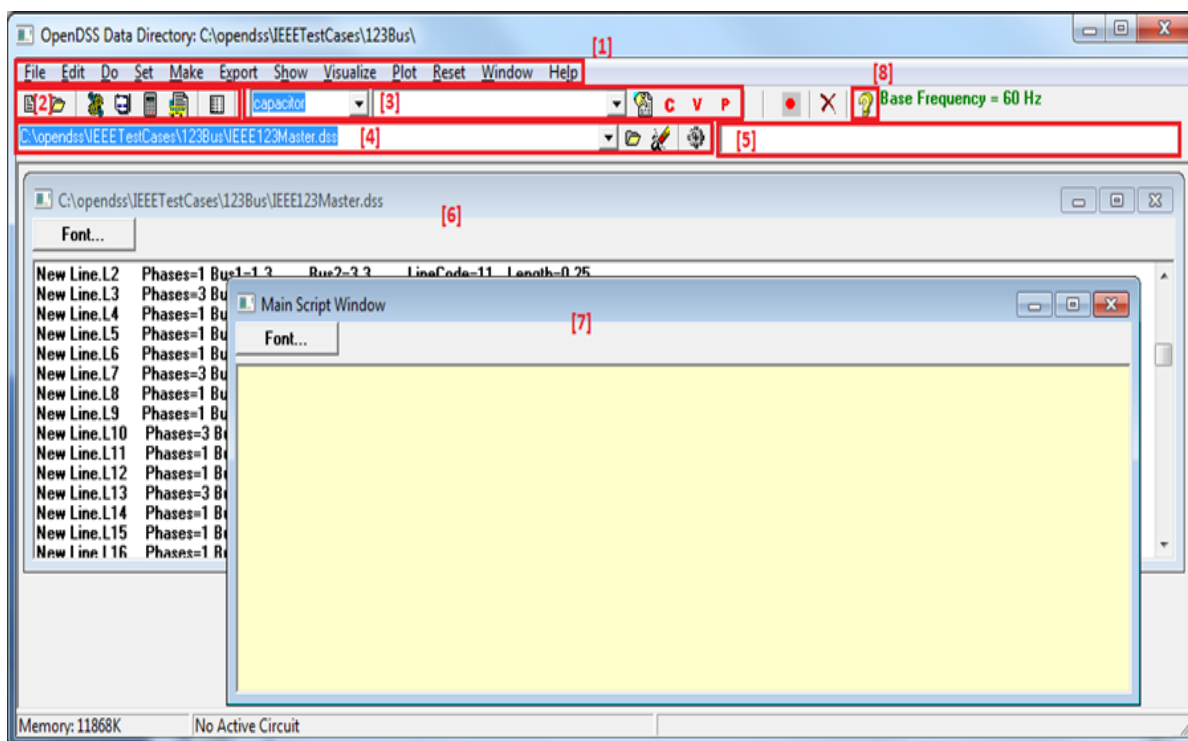 OpenDSS Data Directory: C:\opendss\IEEETestCases\123Bus\
[1]
File Edit Do Set Make Export Show Visualize Plot Reset Window Help
[8]
[2] capacitor [3] C V P Base Frequency = 60 Hz
C:\opendss\IEEETestCases\123Bus\IEEE123Master.dss [4] [5]
C:\opendss\IEEETestCases\123Bus\IEEE123Master.dss
[6]
Font...
New Line.L2 Phases=1 Bus1=1.3 Bus2=3.3 LineCode=11 Length=0.25
New Line.L3 Phases=3 Bu
New Line.L4 Phases=1 Bu
New Line.L5 Phases=1 Bu
New Line.L6 Phases=1 Bu
New Line.L7 Phases=3 Bu
New Line.L8 Phases=1 Bu
New Line.L9 Phases=1 Bu
New Line.L10 Phases=3 B
New Line.L11 Phases=1 B
New Line.L12 Phases=1 B
New Line.L13 Phases=3 B
New Line.L14 Phases=1 B
New Line.L15 Phases=1 B
New Line.L16 Phases=1 B
Main Script Window
[7]
Font...
Memory: 11868K No Active Circuit